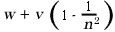 w + v ( 1 - 1/n² )